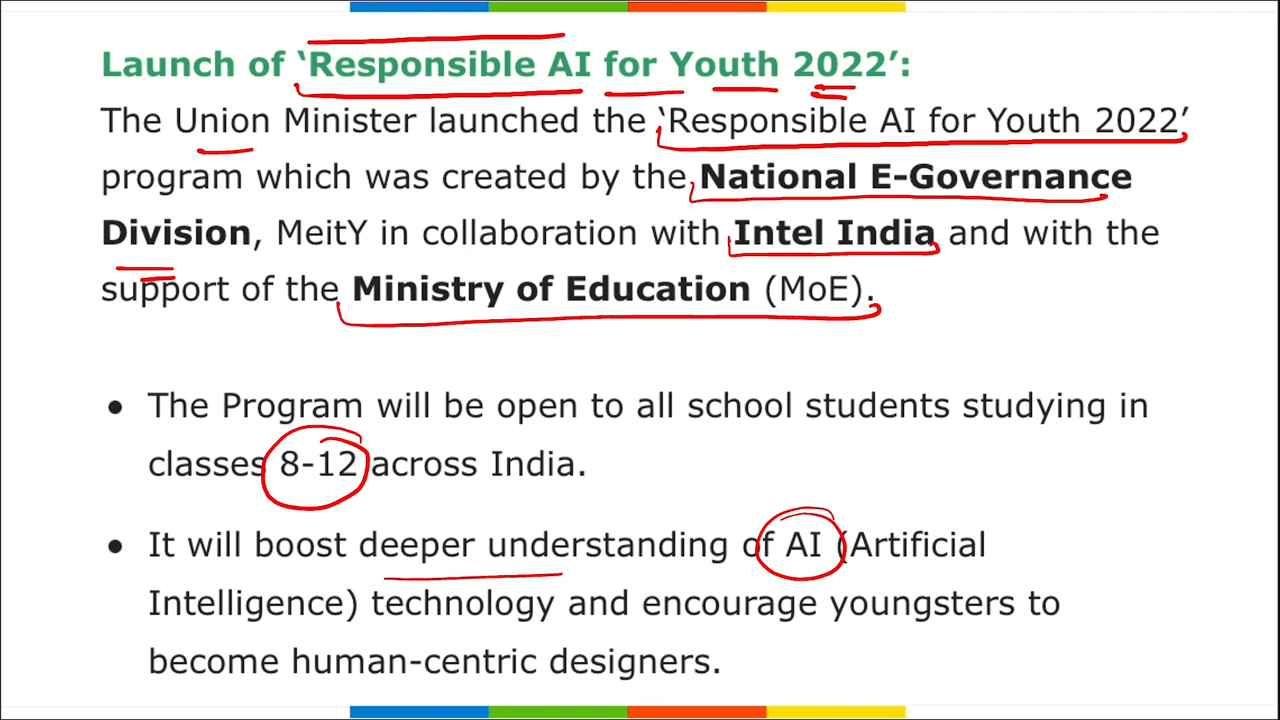 Launch of ‘Responsible AI for Youth 2022’:
The Union Minister launched the ‘Responsible AI for Youth 2022’
program which was created by the National E-Governance
Division, MeitY in collaboration with Intel India and with the
support of the Ministry of Education (MoE).
● The Program will be open to all school students studying in
classes 8-12 across India.
● It will boost deeper understanding of AI (Artificial
Intelligence) technology and encourage youngsters to
become human-centric designers.